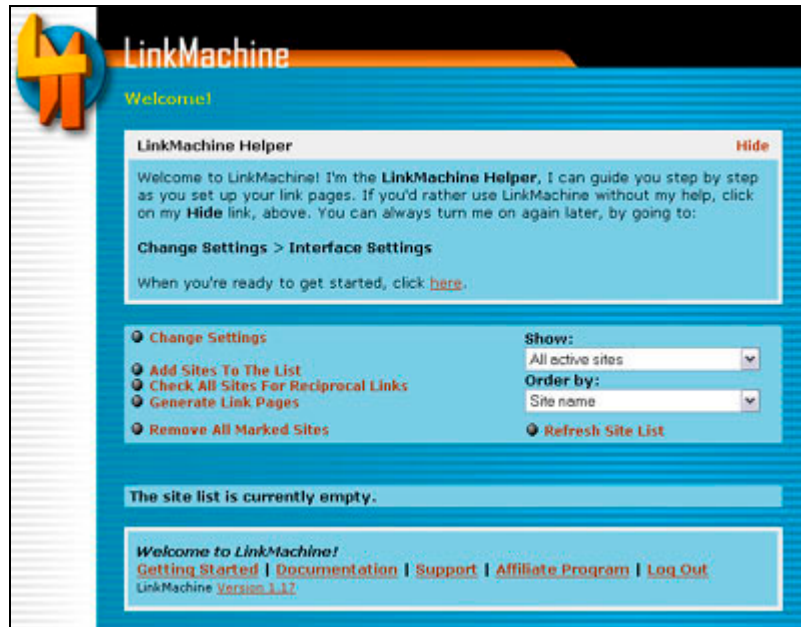 LinkMachine
Welcome!
LinkMachine Helper Hide
Welcome to LinkMachine! I'm the LinkMachine Helper, I can guide you step by step
as you set up your link pages. If you'd rather use LinkMachine without my help, click
on my Hide link, above. You can always turn me on again later, by going to:
Change Settings > Interface Settings
When you're ready to get started, click here.
Change Settings
Add Sites To The List
Check All Sites For Reciprocal Links
Generate Link Pages
Remove All Marked Sites
Show:
All active sites
Order by:
Site name
Refresh Site List
The site list is currently empty.
Welcome to LinkMachine!
Getting Started | Documentation | Support | Affiliate Program | Log Out
LinkMachine Version 1.17